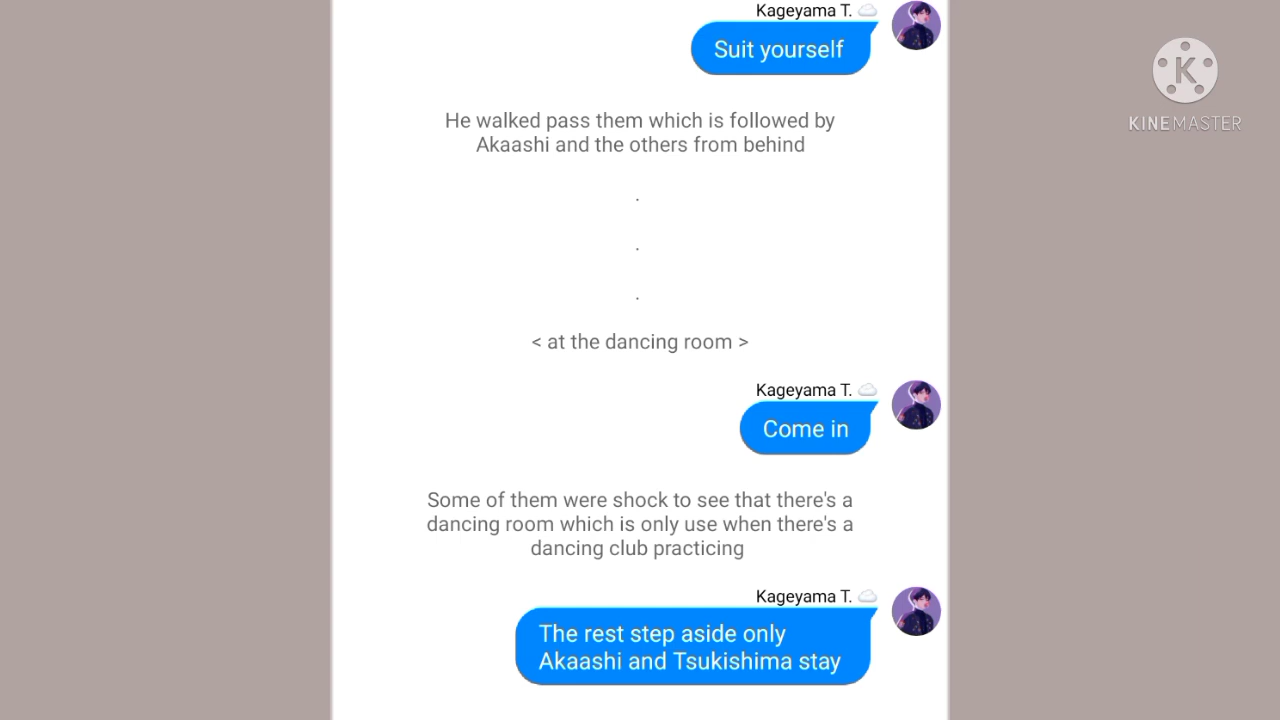 Kageyama T. ☁️
Suit yourself
He walked pass them which is followed by
Akaashi and the others from behind
.
.
.
< at the dancing room >
Kageyama T. ☁️
Come in
Some of them were shock to see that there's a
dancing room which is only use when there's a
dancing club practicing
Kageyama T. ☁️
The rest step aside only
Akaashi and Tsukishima stay
K
KINEMASTER